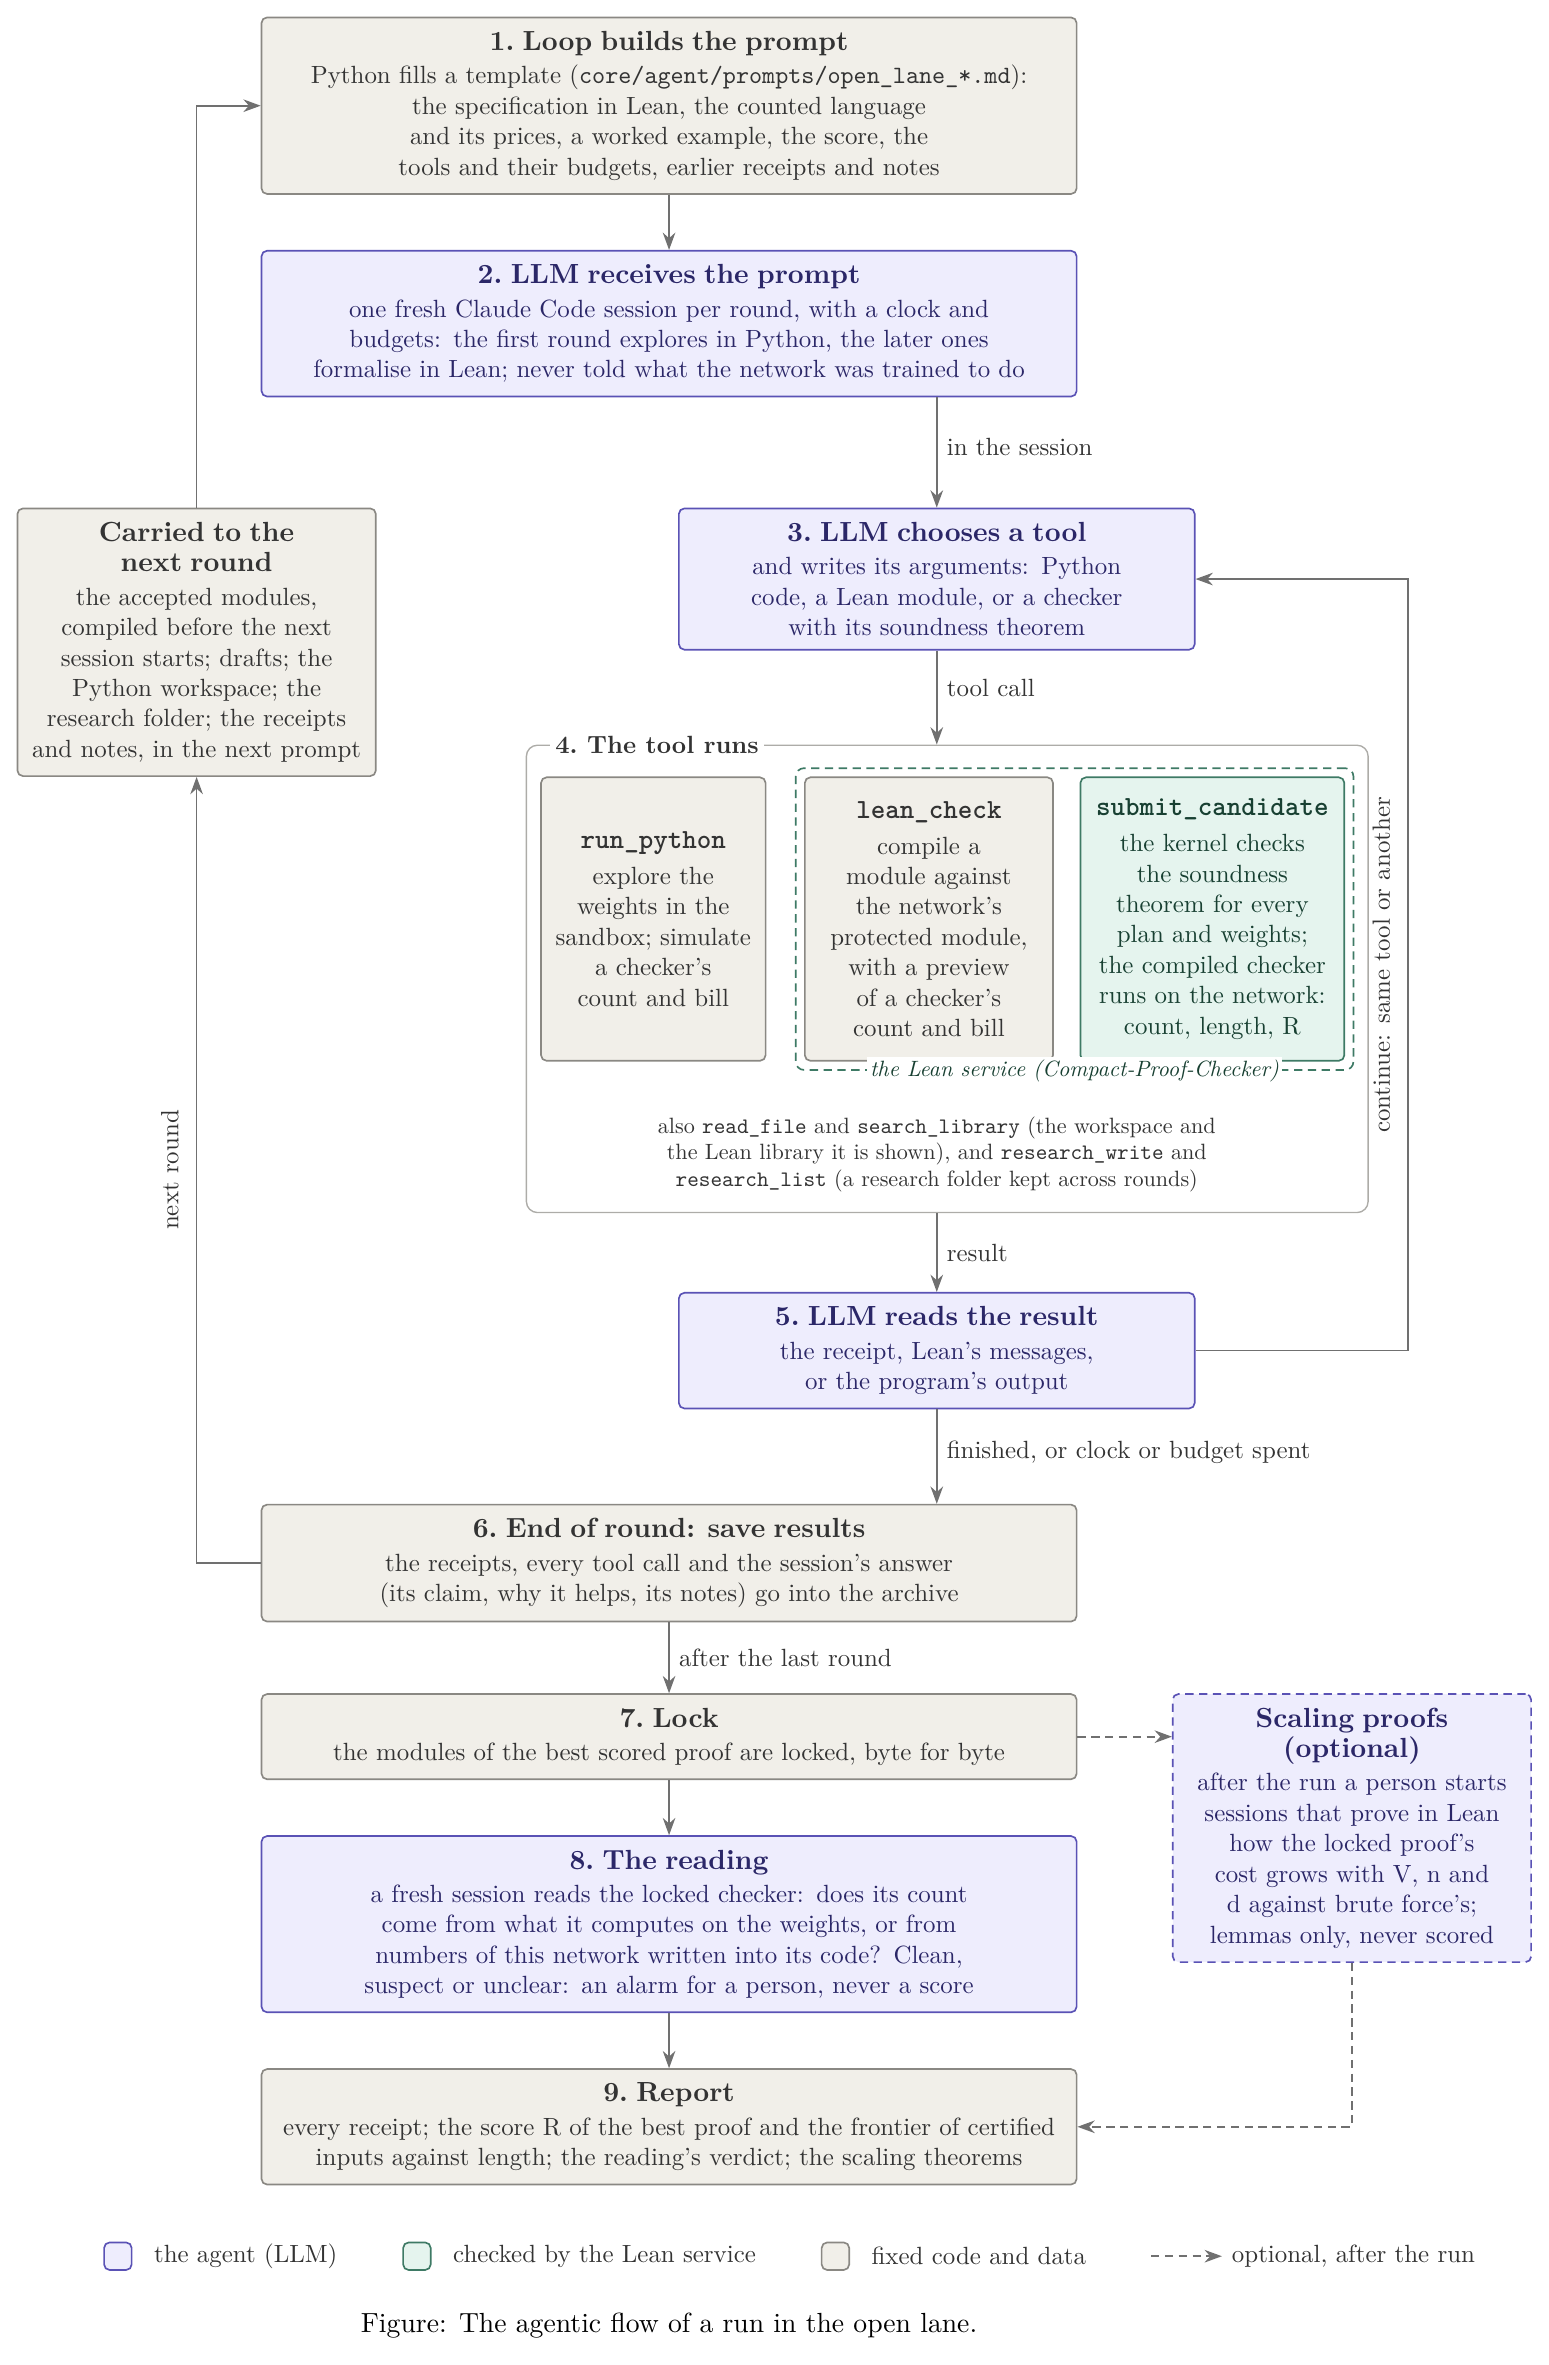 1. Loop builds the prompt
Python fills a template (core/agent/prompts/open_lane_*.md):
the specification in Lean, the counted language
and its prices, a worked example, the score, the
tools and their budgets, earlier receipts and notes
2. LLM receives the prompt
one fresh Claude Code session per round, with a clock and
budgets: the first round explores in Python, the later ones
formalise in Lean; never told what the network was trained to do
in the session
Carried to the
next round
the accepted modules,
compiled before the next
session starts; drafts; the
Python workspace; the
research folder; the receipts
and notes, in the next prompt
3. LLM chooses a tool
and writes its arguments: Python
code, a Lean module, or a checker
with its soundness theorem
tool call
4. The tool runs
run_python
explore the
weights in the
sandbox; simulate
a checker's
count and bill
lean_check
compile a
module against
the network's
protected module,
with a preview
of a checker's
count and bill
submit_candidate
the kernel checks
the soundness
theorem for every
plan and weights;
the compiled checker
runs on the network:
count, length, R
the Lean service (Compact-Proof-Checker)
also read_file and search_library (the workspace and
the Lean library it is shown), and research_write and
research_list (a research folder kept across rounds)
continue: same tool or another
next round
result
5. LLM reads the result
the receipt, Lean's messages,
or the program's output
finished, or clock or budget spent
6. End of round: save results
the receipts, every tool call and the session's answer
(its claim, why it helps, its notes) go into the archive
after the last round
7. Lock
the modules of the best scored proof are locked, byte for byte
Scaling proofs
(optional)
after the run a person starts
sessions that prove in Lean
how the locked proof's
cost grows with V, n and
d against brute force's;
lemmas only, never scored
8. The reading
a fresh session reads the locked checker: does its count
come from what it computes on the weights, or from
numbers of this network written into its code? Clean,
suspect or unclear: an alarm for a person, never a score
9. Report
every receipt; the score R of the best proof and the frontier of certified
inputs against length; the reading's verdict; the scaling theorems
the agent (LLM)
checked by the Lean service
fixed code and data
optional, after the run
Figure: The agentic flow of a run in the open lane.